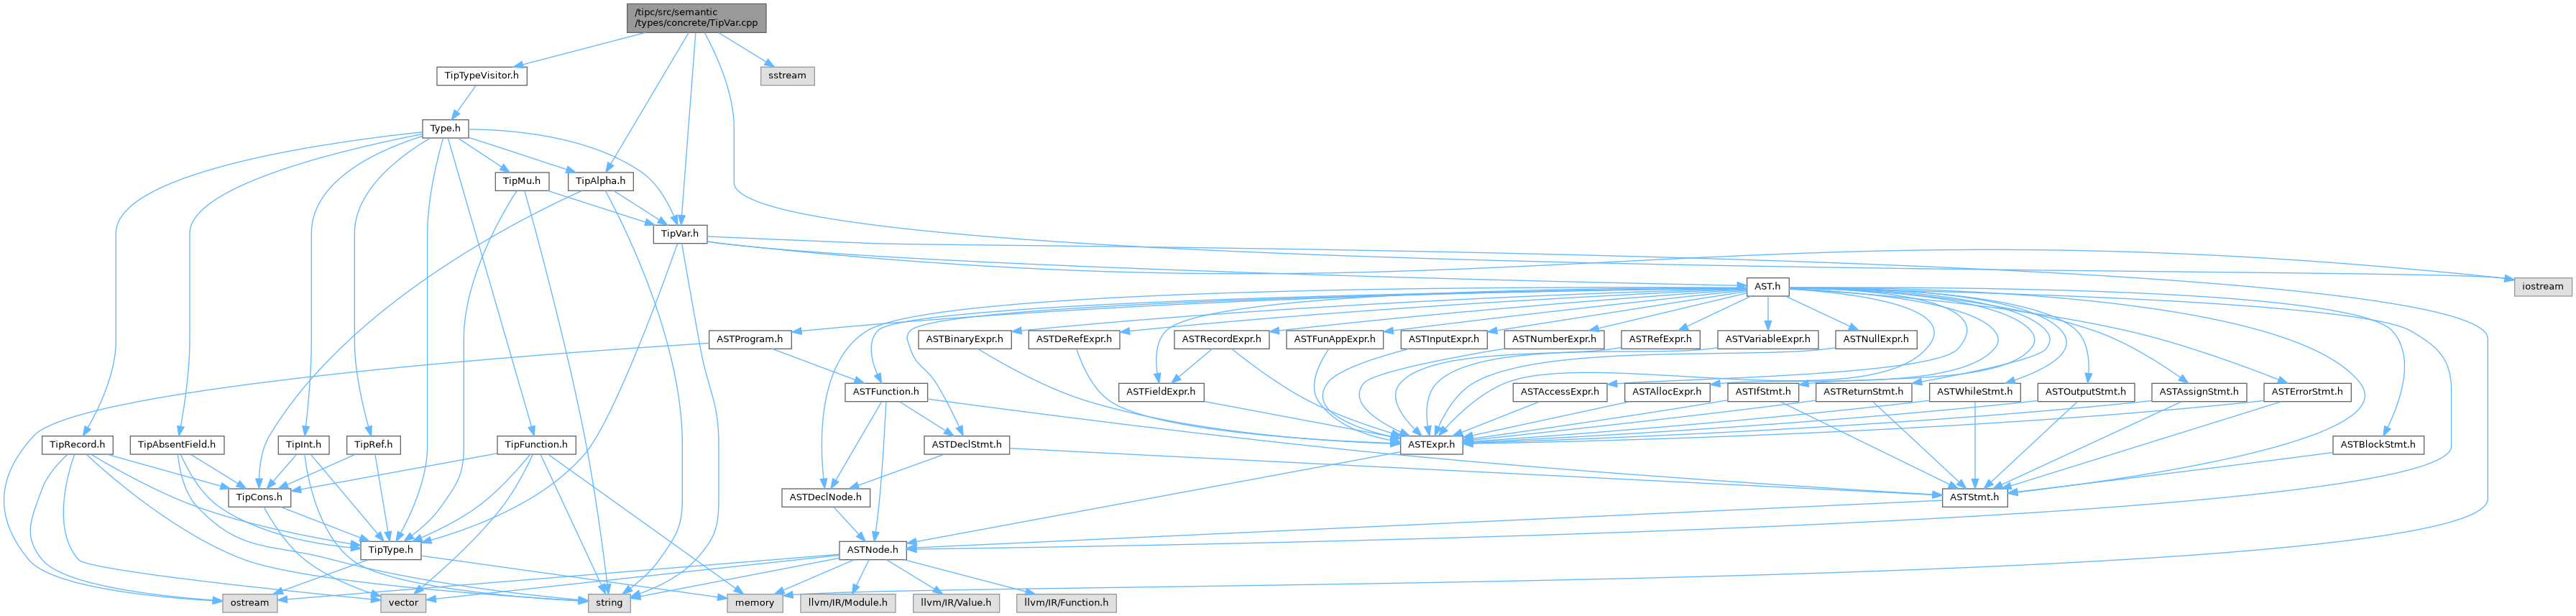 /tipc/src/semantic
/types/concrete/TipVar.cpp
TipTypeVisitor.h
sstream
Type.h
TipMu.h
TipAlpha.h
TipVar.h
AST.h
iostream
ASTProgram.h
ASTBinaryExpr.h
ASTDeRefExpr.h
ASTRecordExpr.h
ASTFunAppExpr.h
ASTInputExpr.h
ASTNumberExpr.h
ASTRefExpr.h
ASTVariableExpr.h
ASTNullExpr.h
ASTFunction.h
ASTFieldExpr.h
ASTAccessExpr.h
ASTAllocExpr.h
ASTIfStmt.h
ASTReturnStmt.h
ASTWhileStmt.h
ASTOutputStmt.h
ASTAssignStmt.h
ASTErrorStmt.h
TipRecord.h
TipAbsentField.h
TipInt.h
TipRef.h
TipFunction.h
ASTDeclStmt.h
ASTExpr.h
ASTBlockStmt.h
TipCons.h
ASTDeclNode.h
ASTStmt.h
TipType.h
ASTNode.h
ostream
vector
string
memory
llvm/IR/Module.h
llvm/IR/Value.h
llvm/IR/Function.h